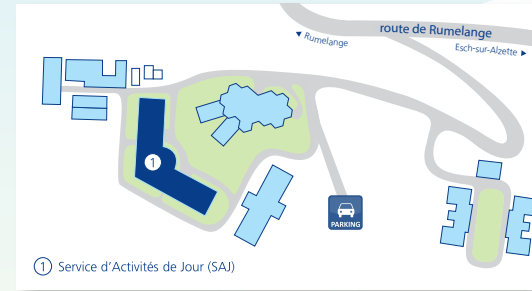 route de Rumelange
◄ Rumelange
Esch-sur-Alzette ►
1
PARKING
1 Service d’Activités de Jour (SAJ)